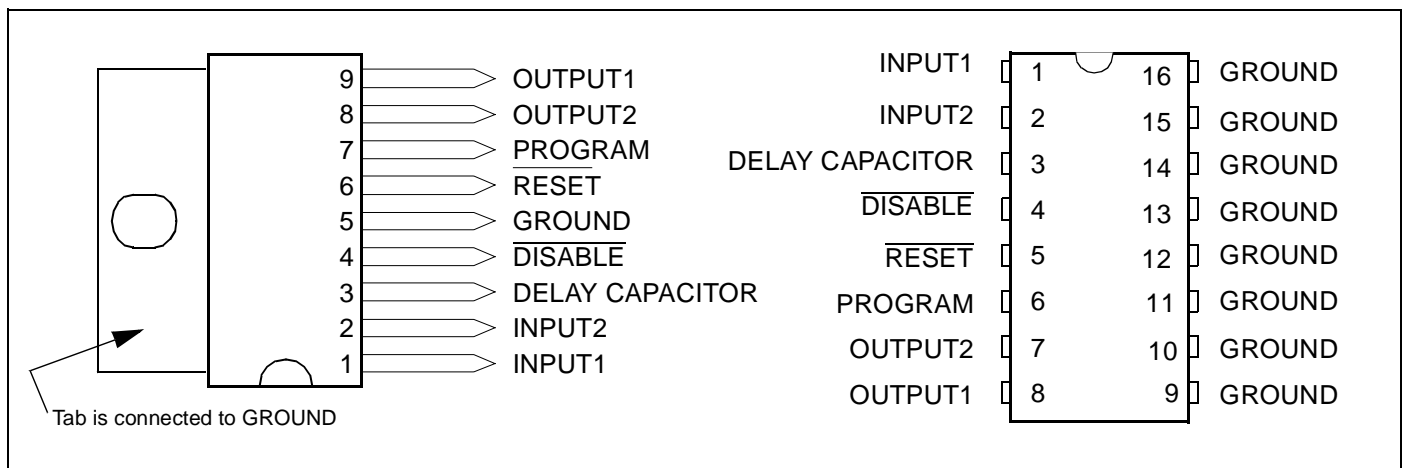 9 OUTPUT1
8 OUTPUT2
7 PROGRAM
6 RESET
5 GROUND
4 DISABLE
3 DELAY CAPACITOR
2 INPUT2
1 INPUT1
Tab is connected to GROUND
INPUT1 1 16 GROUND
INPUT2 2 15 GROUND
DELAY CAPACITOR 3 14 GROUND
DISABLE 4 13 GROUND
RESET 5 12 GROUND
PROGRAM 6 11 GROUND
OUTPUT2 7 10 GROUND
OUTPUT1 8 9 GROUND